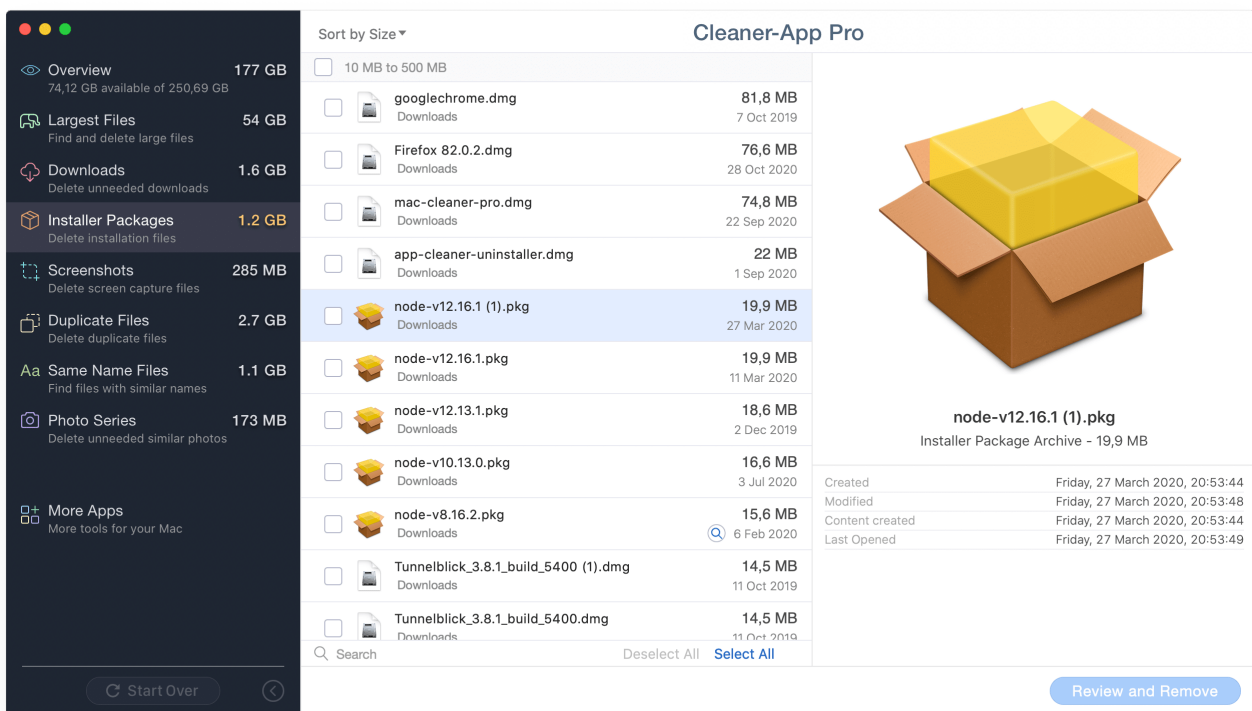 Overview 177 GB
74,12 GB available of 250,69 GB
Largest Files 54 GB
Find and delete large files
Downloads 1.6 GB
Delete unneeded downloads
Installer Packages 1.2 GB
Delete installation files
Screenshots 285 MB
Delete screen capture files
Duplicate Files 2.7 GB
Delete duplicate files
Aa Same Name Files 1.1 GB
Find files with similar names
Photo Series 173 MB
Delete unneeded similar photos
More Apps
More tools for your Mac
Start Over
Sort by Size
Cleaner-App Pro
10 MB to 500 MB
googlechrome.dmg 81,8 MB
Downloads 7 Oct 2019
Firefox 82.0.2.dmg 76,6 MB
Downloads 28 Oct 2020
mac-cleaner-pro.dmg 74,8 MB
Downloads 22 Sep 2020
app-cleaner-uninstaller.dmg 22 MB
Downloads 1 Sep 2020
node-v12.16.1 (1).pkg 19,9 MB
Downloads 27 Mar 2020
node-v12.16.1.pkg 19,9 MB
Downloads 11 Mar 2020
node-v12.13.1.pkg 18,6 MB
Downloads 2 Dec 2019
node-v10.13.0.pkg 16,6 MB
Downloads 3 Jul 2020
node-v8.16.2.pkg 15,6 MB
Downloads 6 Feb 2020
Tunnelblick_3.8.1_build_5400 (1).dmg 14,5 MB
Downloads 11 Oct 2019
Tunnelblick_3.8.1_build_5400.dmg 14,5 MB
Downloads 11 Oct 2019
Search Deselect All Select All
node-v12.16.1 (1).pkg
Installer Package Archive - 19,9 MB
Created Friday, 27 March 2020, 20:53:44
Modified Friday, 27 March 2020, 20:53:48
Content created Friday, 27 March 2020, 20:53:44
Last Opened Friday, 27 March 2020, 20:53:49
Review and Remove